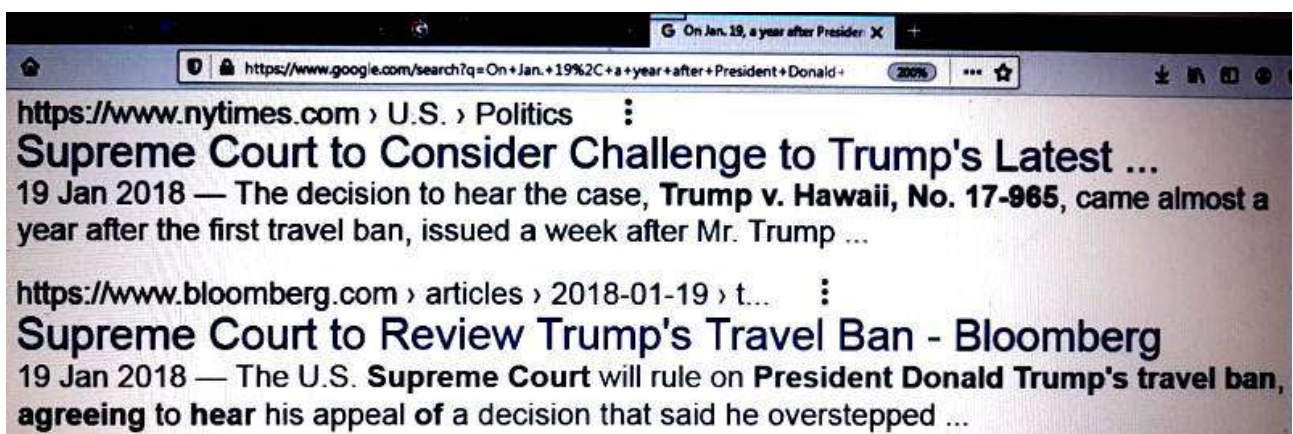 G On Jan. 19, a year after Presiden
https://www.google.com/search?q=On+Jan.+19%2C+a+year+after+President+Donald+ 200%
https://www.nytimes.com › U.S. › Politics
Supreme Court to Consider Challenge to Trump's Latest ...
19 Jan 2018 — The decision to hear the case, Trump v. Hawaii, No. 17-965, came almost a
year after the first travel ban, issued a week after Mr. Trump ...
https://www.bloomberg.com › articles › 2018-01-19 › t...
Supreme Court to Review Trump's Travel Ban - Bloomberg
19 Jan 2018 — The U.S. Supreme Court will rule on President Donald Trump's travel ban,
agreeing to hear his appeal of a decision that said he overstepped ...